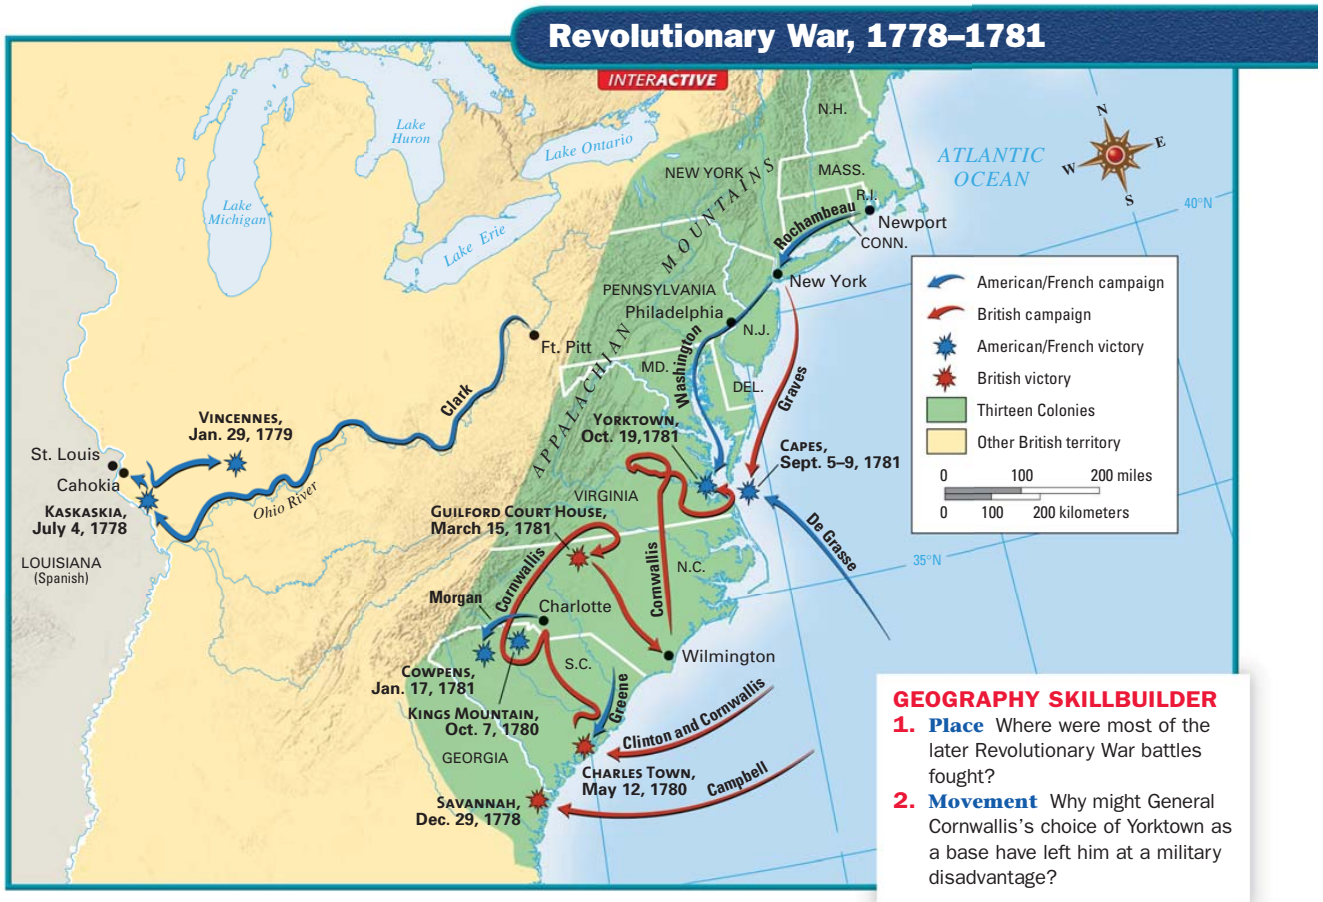 Revolutionary War, 1778–1781
INTERACTIVE
N.H.
Lake
Huron
Lake Ontario
ATLANTIC
OCEAN
N
E
W
S
NEW YORK
MASS.
R.I.
40°N
Lake
Michigan
Lake Erie
Rochambeau
Newport
CONN.
APPALACHIAN MOUNTAINS
New York
PENNSYLVANIA
Philadelphia
N.J.
Ft. Pitt
MD.
DEL.
Washington
Graves
Clark
American/French campaign
British campaign
American/French victory
British victory
Thirteen Colonies
Other British territory
0 100 200 miles
0 100 200 kilometers
VINCENNES,
Jan. 29, 1779
YORKTOWN,
Oct. 19,1781
CAPES,
Sept. 5–9, 1781
St. Louis
Cahokia
KASKASKIA,
July 4, 1778
Ohio River
VIRGINIA
GUILFORD COURT HOUSE,
March 15, 1781
De Grasse
LOUISIANA
(Spanish)
35°N
Cornwallis
Cornwallis
N.C.
Morgan
Charlotte
Wilmington
S.C.
COWPENS,
Jan. 17, 1781
KINGS MOUNTAIN,
Oct. 7, 1780
Greene
Clinton and Cornwallis
GEORGIA
CHARLES TOWN,
May 12, 1780
Campbell
SAVANNAH,
Dec. 29, 1778
GEOGRAPHY SKILLBUILDER
1. Place Where were most of the
later Revolutionary War battles
fought?
2. Movement Why might General
Cornwallis's choice of Yorktown as
a base have left him at a military
disadvantage?